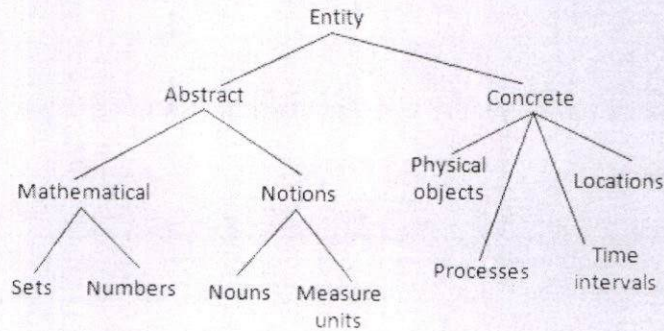 Entity
Abstract
Concrete
Mathematical
Notions
Physical
objects
Locations
Sets
Numbers
Nouns
Measure
units
Processes
Time
intervals